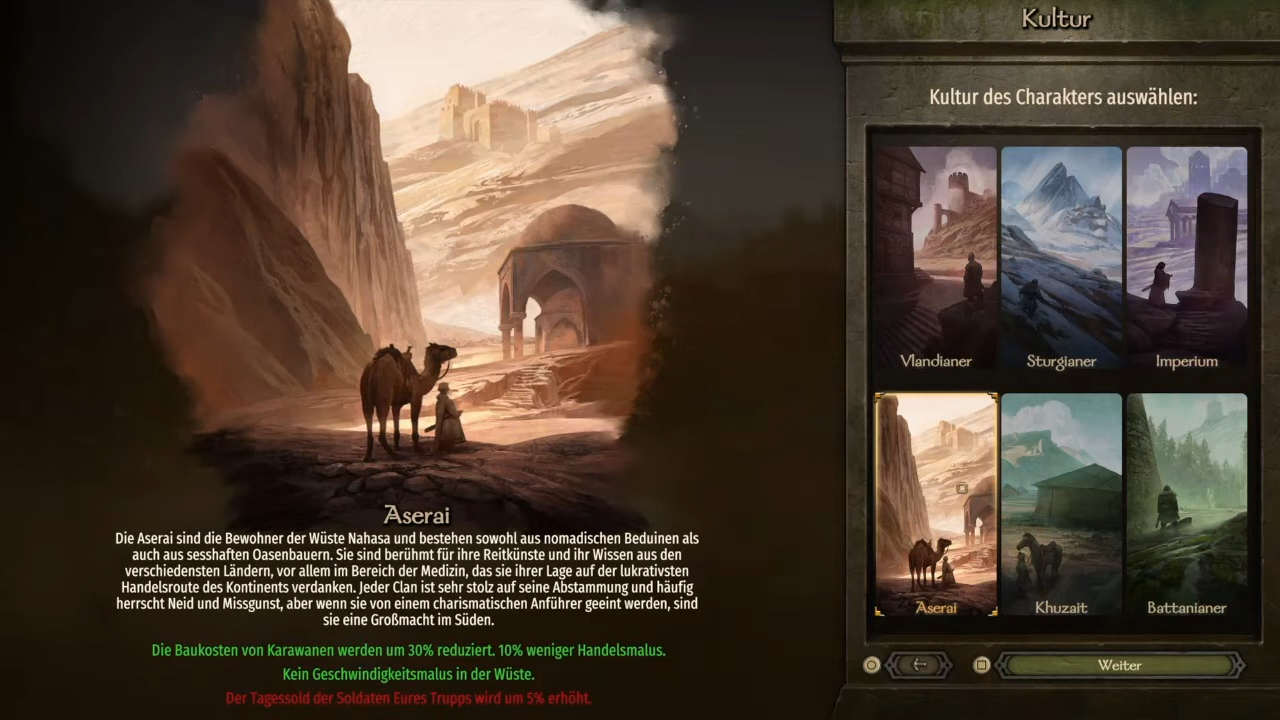 Kultur
Kultur des Charakters auswählen:
Vlandianer
Sturgianer
Imperium
Aserai
Khuzait
Battanianer
Weiter
Aserai
Die Aserai sind die Bewohner der Wüste Nahasa und bestehen sowohl aus nomadischen Beduinen als
auch aus sesshaften Oasenbauern. Sie sind berühmt für ihre Reitkünste und ihr Wissen aus den
verschiedensten Ländern, vor allem im Bereich der Medizin, das sie ihrer Lage auf der lukrativsten
Handelsroute des Kontinents verdanken. Jeder Clan ist sehr stolz auf seine Abstammung und häufig
herrscht Neid und Missgunst, aber wenn sie von einem charismatischen Anführer geeint werden, sind
sie eine Großmacht im Süden.
Die Baukosten von Karawanen werden um 30% reduziert. 10% weniger Handelsmalus.
Kein Geschwindigkeitsmalus in der Wüste.
Der Tagessold der Soldaten Eures Trupps wird um 5% erhöht.